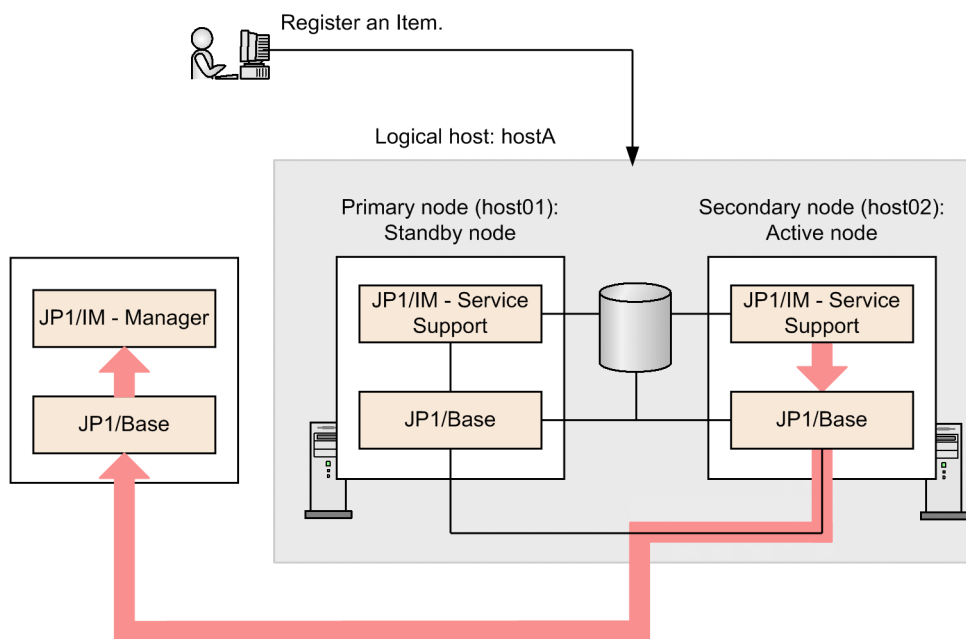 Register an Item.
Logical host: hostA
Primary node (host01):
Standby node
Secondary node (host02):
Active node
JP1/IM - Manager
JP1/Base
JP1/IM - Service
Support
JP1/Base
JP1/IM - Service
Support
JP1/Base